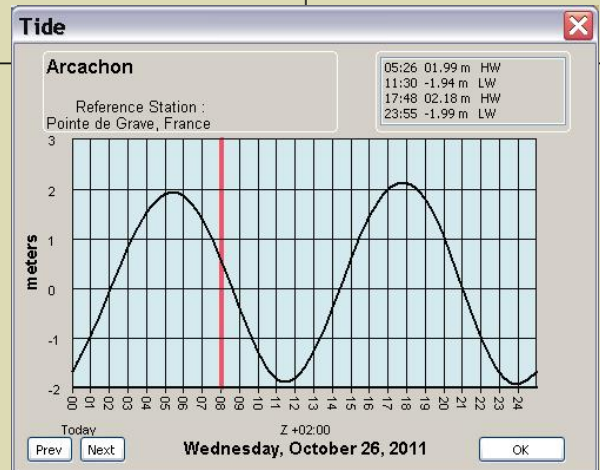 Tide
Arcachon
Reference Station :
Pointe de Grave, France
05:26 01.99 m HW
11:30 -1.94 m LW
17:48 02.18 m HW
23:55 -1.99 m LW
meters
3
2
1
0
-1
-2
00 01 02 03 04 05 06 07 08 09 10 11 12 13 14 15 16 17 18 19 20 21 22 23 24
Today
Z +02:00
Prev Next
Wednesday, October 26, 2011
OK